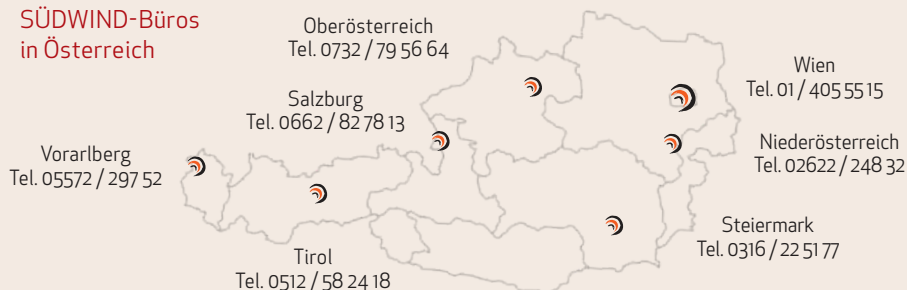 SÜDWIND-Büros
in Österreich
Oberösterreich
Tel. 0732 / 79 56 64
Salzburg
Tel. 0662 / 82 78 13
Vorarlberg
Tel. 05572 / 297 52
Tirol
Tel. 0512 / 58 24 18
Wien
Tel. 01 / 405 55 15
Niederösterreich
Tel. 02622 / 248 32
Steiermark
Tel. 0316 / 22 51 77